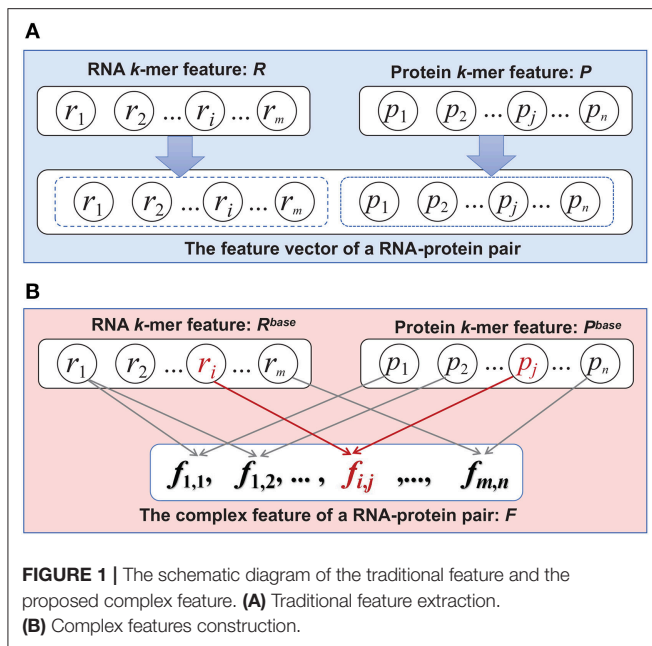 A
RNA k-mer feature: R
Protein k-mer feature: P
r1 r2 ... ri ... rm
p1 p2 ... pj ... pn
r1 r2 ... ri ... rm
p1 p2 ... pj ... pn
The feature vector of a RNA-protein pair
B
RNA k-mer feature: R^base
Protein k-mer feature: P^base
r1 r2 ... ri ... rm
p1 p2 ... pj ... pn
f1,1, f1,2, ... , fi,j ,..., fm,n
The complex feature of a RNA-protein pair: F
FIGURE 1 | The schematic diagram of the traditional feature and the
proposed complex feature. (A) Traditional feature extraction.
(B) Complex features construction.